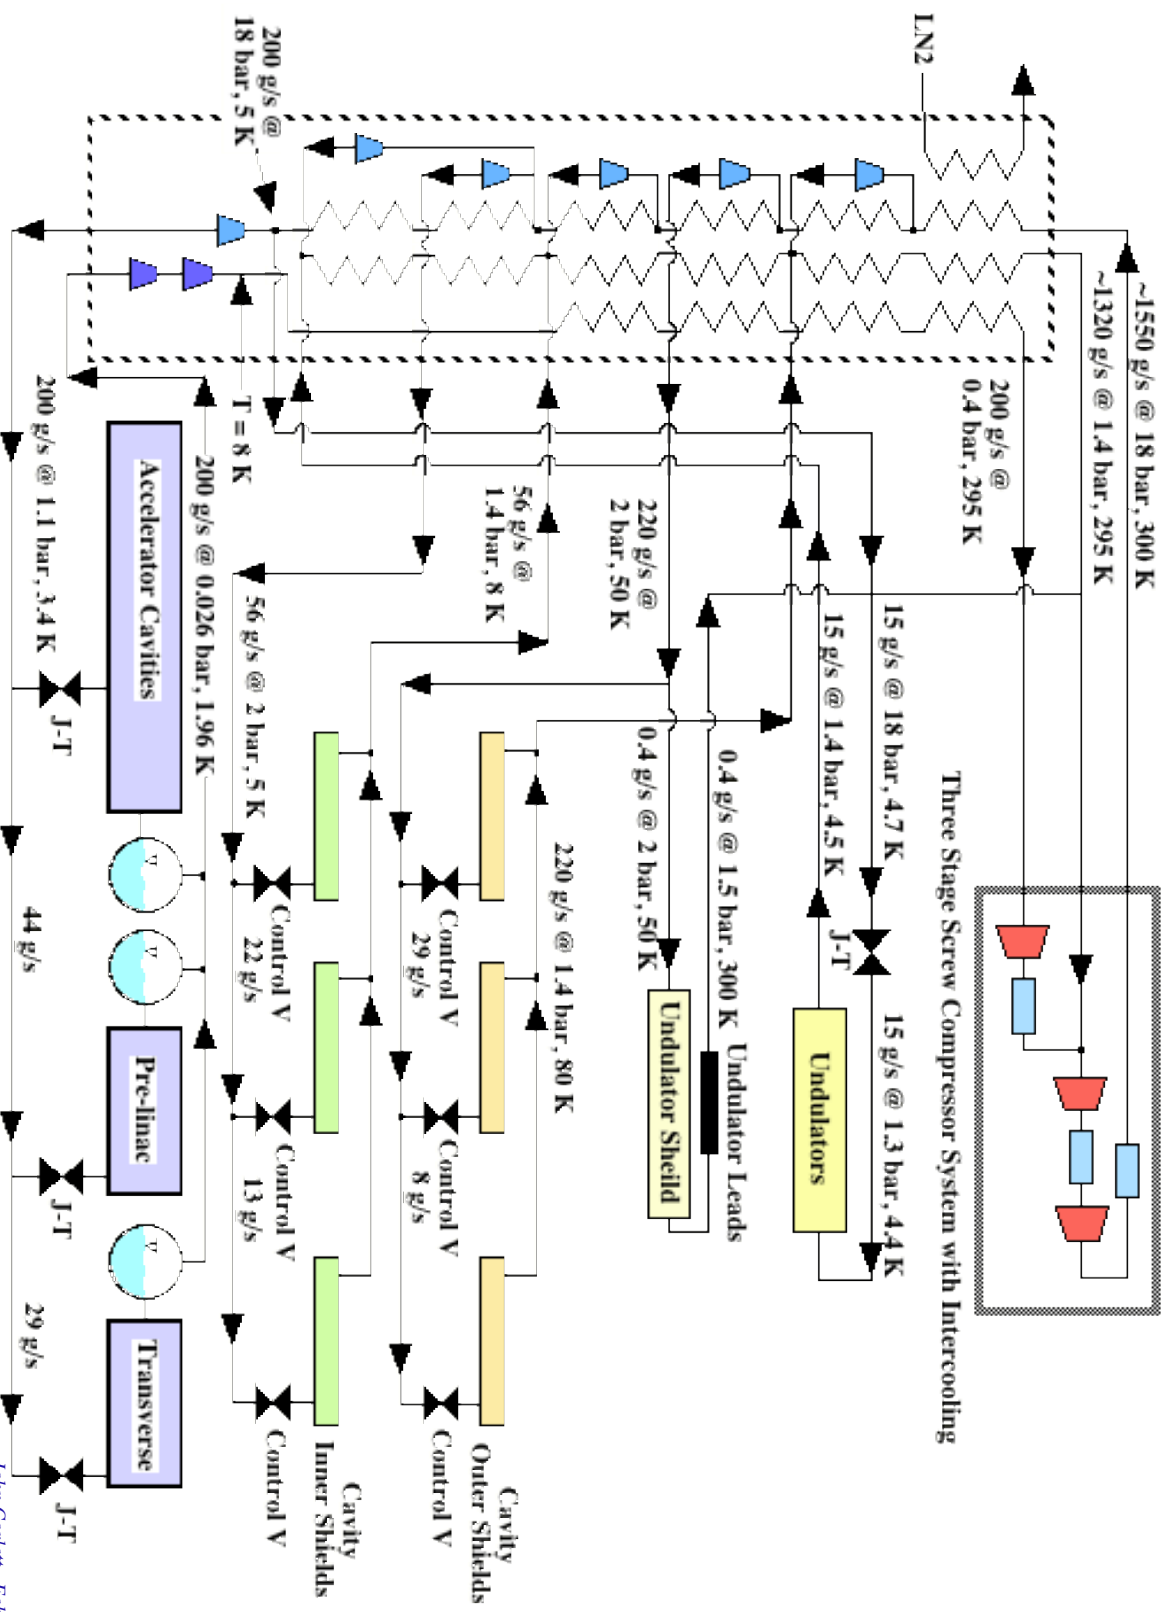 ~1550 g/s @ 18 bar, 300 K
~1320 g/s @ 1.4 bar, 295 K
200 g/s @
0.4 bar, 295 K
LN2
Three Stage Screw Compressor System with Intercooling
15 g/s @ 18 bar, 4.7 K
15 g/s @ 1.3 bar, 4.4 K
15 g/s @ 1.4 bar, 4.5 K
J-T
Undulators
Undulator Leads
0.4 g/s @ 1.5 bar, 300 K
Undulator Sheild
0.4 g/s @ 2 bar, 50 K
220 g/s @
2 bar, 50 K
220 g/s @ 1.4 bar, 80 K
56 g/s @
1.4 bar, 8 K
Cavity
Outer Shields
Control V
29 g/s
Control V
8 g/s
Control V
Cavity
Inner Shields
200 g/s @
18 bar, 5 K
T = 8 K
56 g/s @ 2 bar, 5 K
Control V
22 g/s
Control V
13 g/s
Control V
200 g/s @ 0.026 bar, 1.96 K
Accelerator Cavities
V
V
Pre-linac
V
Transverse
200 g/s @ 1.1 bar, 3.4 K
J-T
44 g/s
J-T
29 g/s
J-T